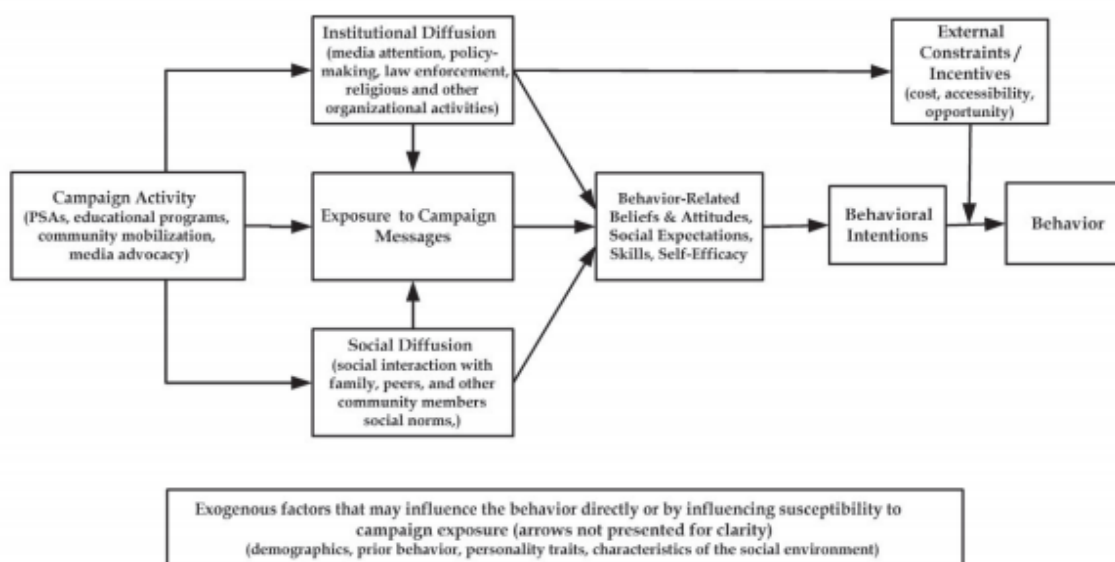 Institutional Diffusion
(media attention, policy-
making, law enforcement,
religious and other
organizational activities)
External
Constraints /
Incentives
(cost, accessibility,
opportunity)
Campaign Activity
(PSAs, educational programs,
community mobilization,
media advocacy)
Exposure to Campaign
Messages
Behavior-Related
Beliefs & Attitudes,
Social Expectations,
Skills, Self-Efficacy
Behavioral
Intentions
Behavior
Social Diffusion
(social interaction with
family, peers, and other
community members
social norms,)
Exogenous factors that may influence the behavior directly or by influencing susceptibility to
campaign exposure (arrows not presented for clarity)
(demographics, prior behavior, personality traits, characteristics of the social environment)